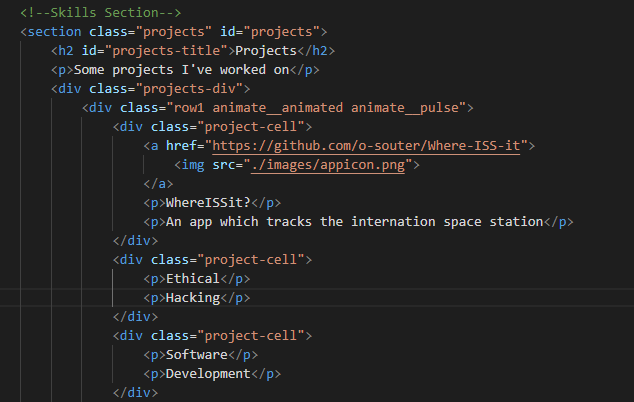 <!--Skills Section-->
<section class="projects" id="projects">
<h2 id="projects-title">Projects</h2>
<p>Some projects I've worked on</p>
<div class="projects-div">
<div class="row1 animate__animated animate__pulse">
<div class="project-cell">
<a href="https://github.com/o-souter/Where-ISS-it">
<img src="./images/appicon.png">
</a>
<p>WhereISSit?</p>
<p>An app which tracks the internation space station</p>
</div>
<div class="project-cell">
<p>Ethical</p>
<p>Hacking</p>
</div>
<div class="project-cell">
<p>Software</p>
<p>Development</p>
</div>